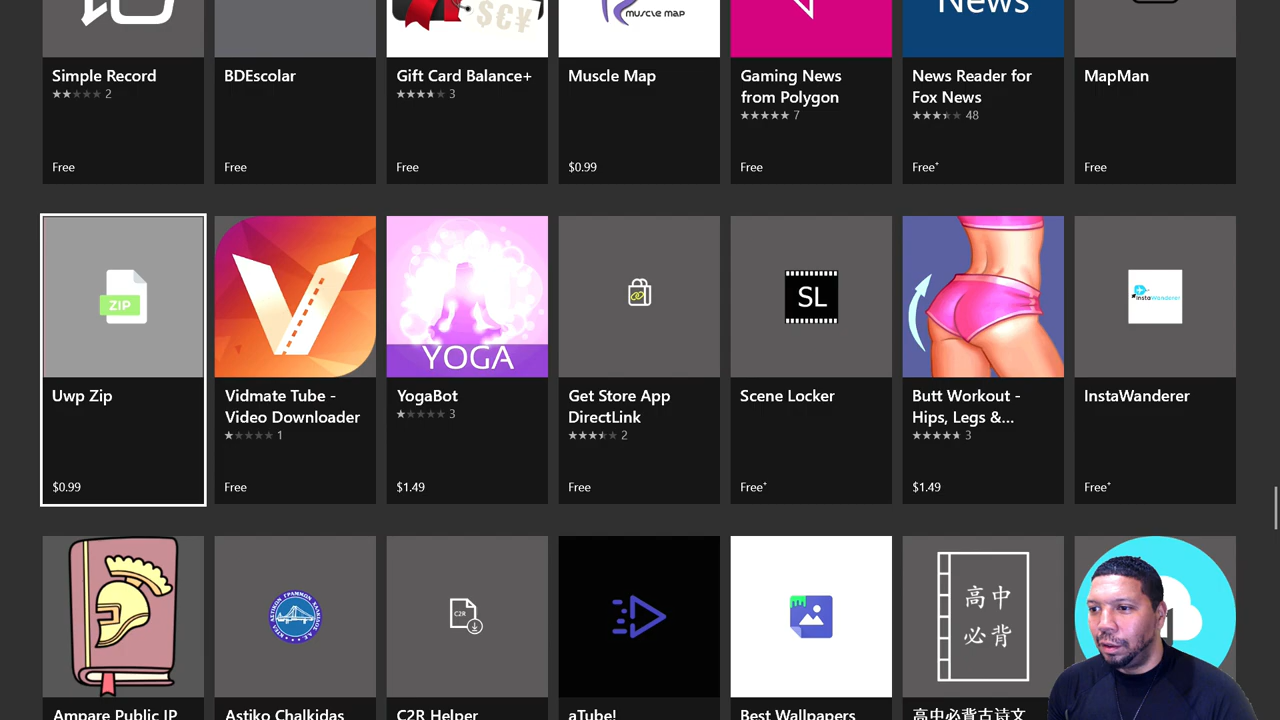 $€¥
MUSCLE MAP
News
Simple Record
2
Free
BDEscolar
Free
Gift Card Balance+
3
Free
Muscle Map
$0.99
Gaming News
from Polygon
7
Free
News Reader for
Fox News
48
Free*
MapMan
Free
ZIP
Uwp Zip
$0.99
Vidmate Tube -
Video Downloader
1
Free
YOGA
YogaBot
3
$1.49
Get Store App
DirectLink
2
Free
SL
Scene Locker
Free*
Butt Workout -
Hips, Legs &...
3
$1.49
InstaWanderer
InstaWanderer
Free*
Ampare Public IP
Astiko Chalkidas
C2R
C2R Helper
aTube!
Best Wallpapers
高中
必背
高中必背古诗文